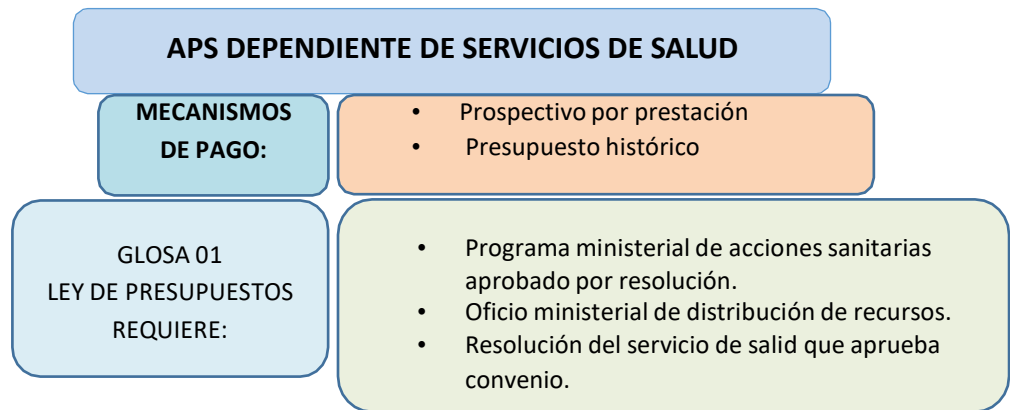 APS DEPENDIENTE DE SERVICIOS DE SALUD
MECANISMOS
DE PAGO:
• Prospectivo por prestación
• Presupuesto histórico
GLOSA 01
LEY DE PRESUPUESTOS
REQUIERE:
• Programa ministerial de acciones sanitarias
aprobado por resolución.
• Oficio ministerial de distribución de recursos.
• Resolución del servicio de salid que aprueba
convenio.